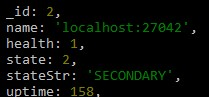 _id: 2,
name: 'localhost:27042',
health: 1,
state: 2,
stateStr: 'SECONDARY',
uptime: 158,